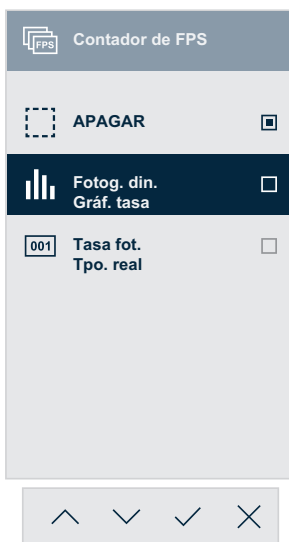 FPS
Contador de FPS
APAGAR
Fotog. din.
Gráf. tasa
001
Tasa fot.
Tpo. real